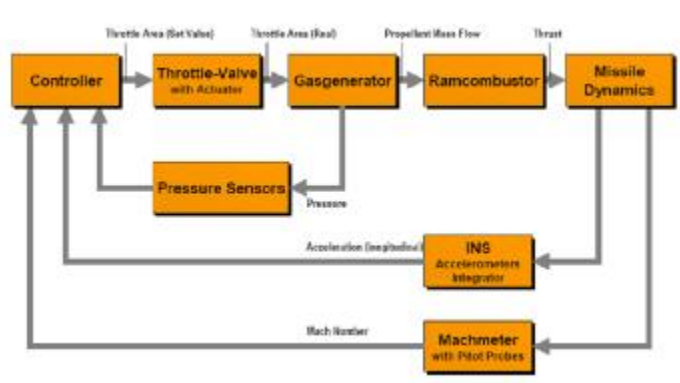 Throttle Area (Set Value)
Throttle Area (Real)
Propellent Mass Flow
Thrust
Controller
Throttle-Valve
with Actuator
Gasgenerator
Ramcombustor
Missile
Dynamics
Pressure Sensors
Pressure
Acceleration (longitudinal)
INS
Accelerometers
Integrator
Mach Number
Machmeter
with Pitot Probes